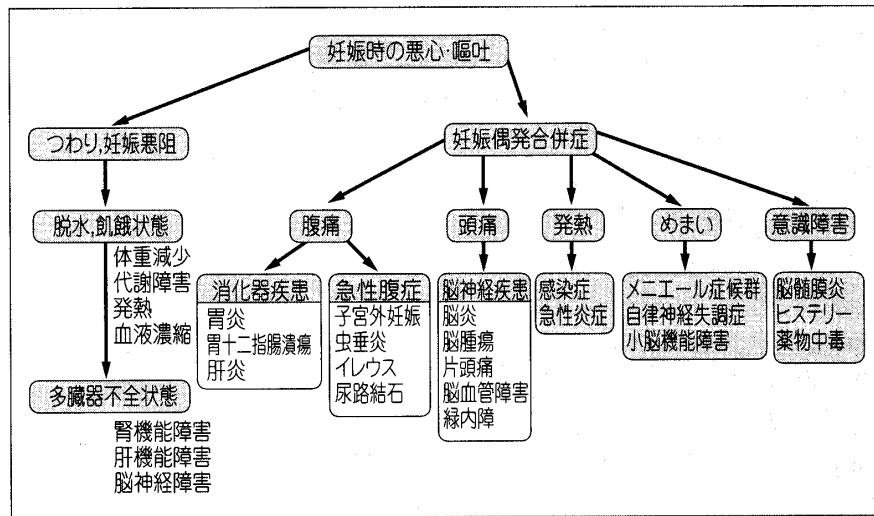 妊娠時の悪心・嘔吐
つわり,妊娠悪阻
脱水,飢餓状態
体重減少
代謝障害
発熱
血液濃縮
多臓器不全状態
腎機能障害
肝機能障害
脳神経障害
妊娠偶発合併症
腹痛
消化器疾患
胃炎
胃十二指腸潰瘍
肝炎
急性腹症
子宮外妊娠
虫垂炎
イレウス
尿路結石
頭痛
脳神経疾患
脳炎
脳腫瘍
片頭痛
脳血管障害
緑内障
発熱
感染症
急性炎症
めまい
メニエール症候群
自律神経失調症
小脳機能障害
意識障害
脳髄膜炎
ヒステリー
薬物中毒